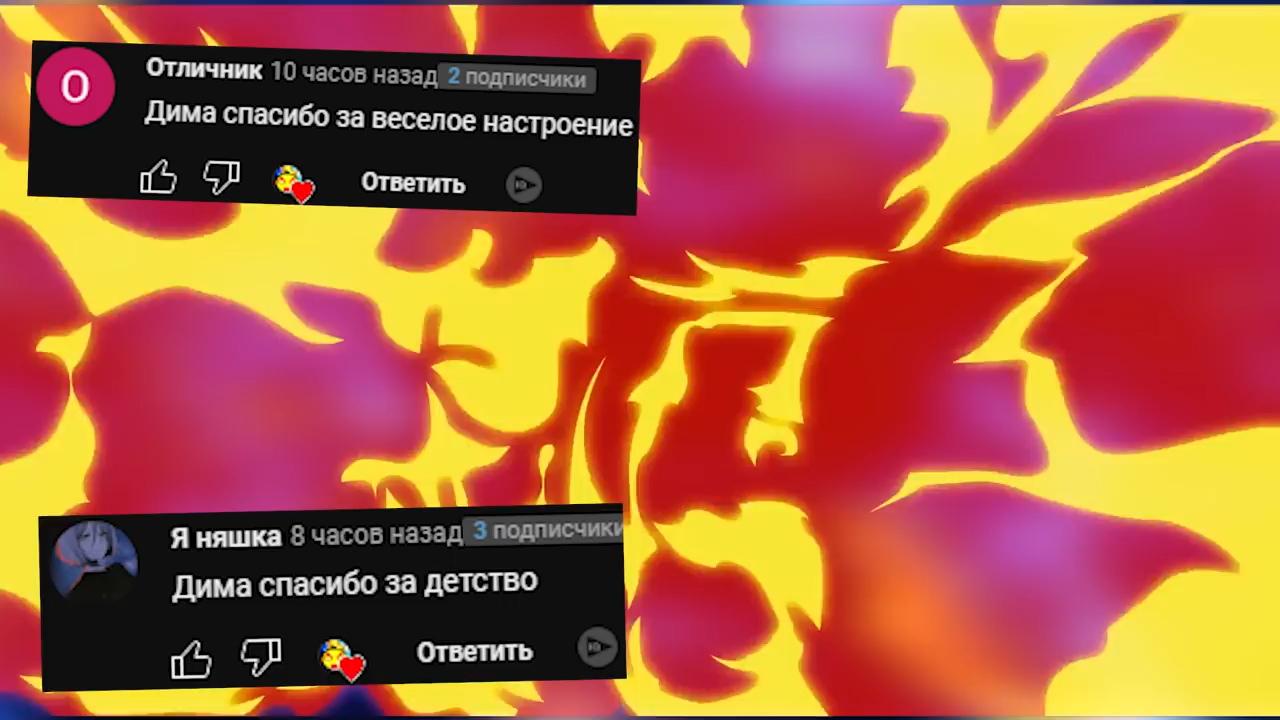 О
Отличник 10 часов назад 2 подписчики
Дима спасибо за веселое настроение
Ответить
Я няшка 8 часов назад 3 подписчики
Дима спасибо за детство
Ответить